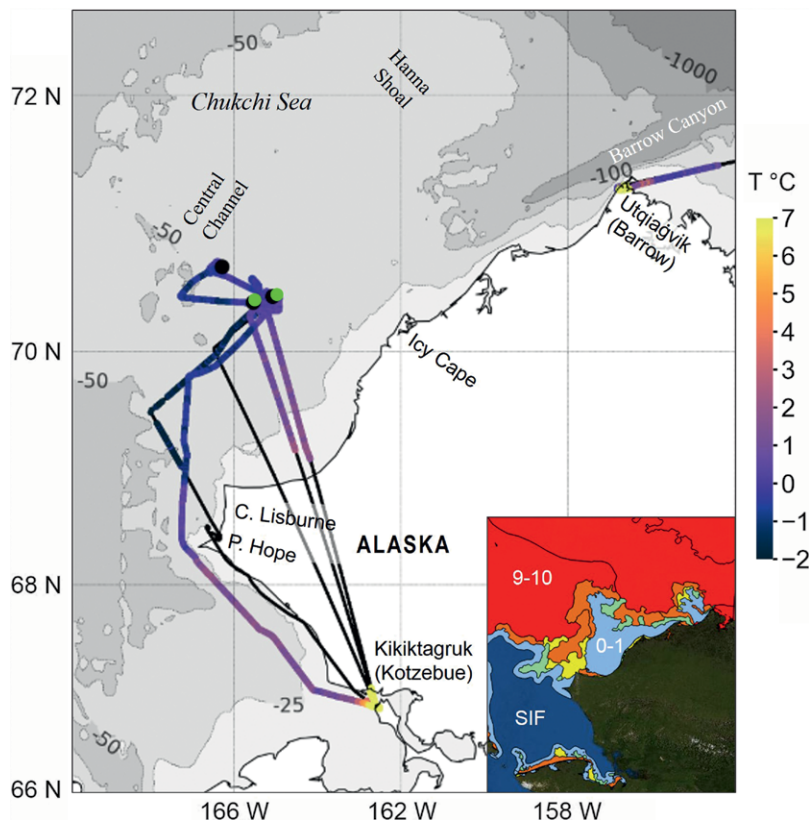 -50
Hanna
Shoal
-1000
72 N
Chukchi Sea
Barrow Canyon
-100
T °C
Central
Channel
-50
Utqiaġvik
(Barrow)
7
6
5
4
3
2
1
0
-1
-2
70 N
Icy Cape
-50
C. Lisburne
P. Hope
ALASKA
68 N
9-10
0-1
Kikiktagruk
(Kotzebue)
-25
SIF
-50
66 N
166 W
162 W
158 W